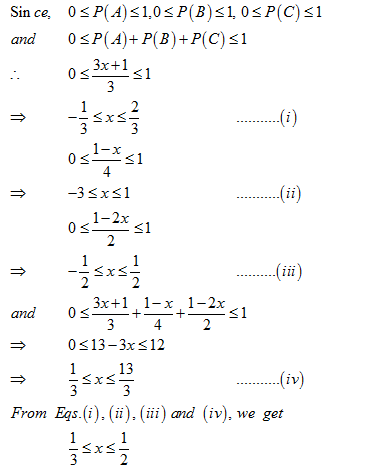 Sin ce, 0 ≤ P(A) ≤ 1, 0 ≤ P(B) ≤ 1, 0 ≤ P(C) ≤ 1
and 0 ≤ P(A) + P(B) + P(C) ≤ 1
∴ 0 ≤ (3x+1)/3 ≤ 1
⇒ -1/3 ≤ x ≤ 2/3 ...........(i)
0 ≤ (1-x)/4 ≤ 1
⇒ -3 ≤ x ≤ 1 ...........(ii)
0 ≤ (1-2x)/2 ≤ 1
⇒ -1/2 ≤ x ≤ 1/2 ..........(iii)
and 0 ≤ (3x+1)/3 + (1-x)/4 + (1-2x)/2 ≤ 1
⇒ 0 ≤ 13-3x ≤ 12
⇒ 1/3 ≤ x ≤ 13/3 ..........(iv)
From Eqs.(i), (ii), (iii) and (iv), we get
1/3 ≤ x ≤ 1/2